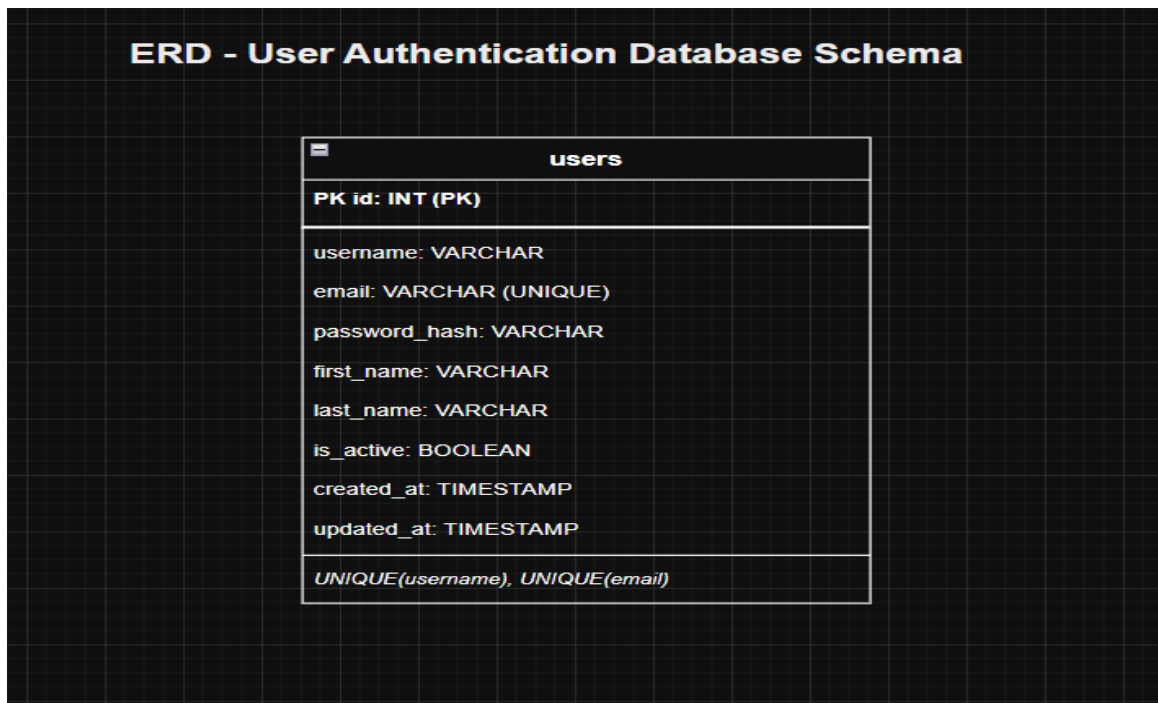 ERD - User Authentication Database Schema
users
PK id: INT (PK)
username: VARCHAR
email: VARCHAR (UNIQUE)
password_hash: VARCHAR
first_name: VARCHAR
last_name: VARCHAR
is_active: BOOLEAN
created_at: TIMESTAMP
updated_at: TIMESTAMP
UNIQUE(username), UNIQUE(email)